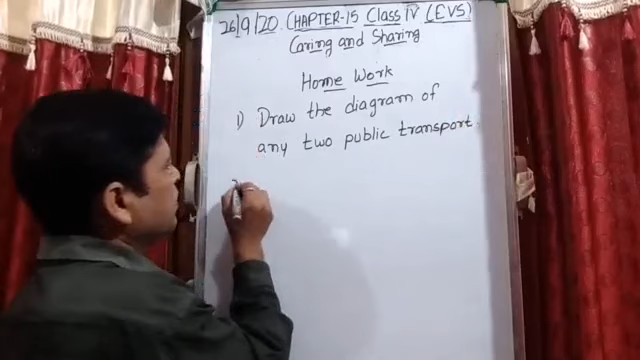 26/9/20. CHAPTER-15 Class IV (EVS)
Caring and Sharing
Home Work
1) Draw the diagram of
any two public transport.